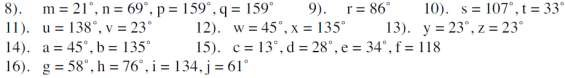 8). m = 21°, n = 69°, p = 159°, q = 159° 9). r = 86° 10). s = 107°, t = 33°
11). u = 138°, v = 23° 12). w = 45°, x = 135° 13). y = 23°, z = 23°
14). a = 45°, b = 135° 15). c = 13°, d = 28°, e = 34°, f = 118
16). g = 58°, h = 76°, i = 134, j = 61°